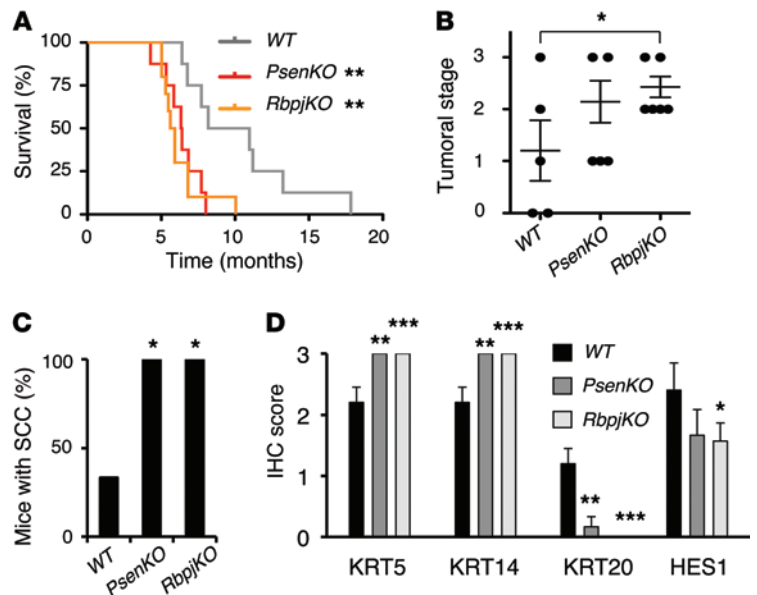 A
Survival (%)
100
75
50
25
0
0 5 10 15 20
Time (months)
WT
PsenKO **
RbpjKO **
B
*
Tumoral stage
3
2
1
0
WT
PsenKO
RbpjKO
C
Mice with SCC (%)
100
50
0
* *
WT
PsenKO
RbpjKO
D
IHC score
3
2
1
0
** *** ** *** ** *** *
WT
PsenKO
RbpjKO
KRT5 KRT14 KRT20 HES1